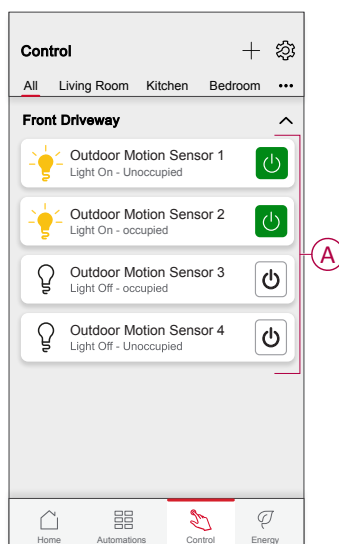 Control
All Living Room Kitchen Bedroom •••
Front Driveway
Outdoor Motion Sensor 1
Light On - Unoccupied
Outdoor Motion Sensor 2
Light On - occupied
Outdoor Motion Sensor 3
Light Off - occupied
Outdoor Motion Sensor 4
Light Off - Unoccupied
A
Home Automations Control Energy